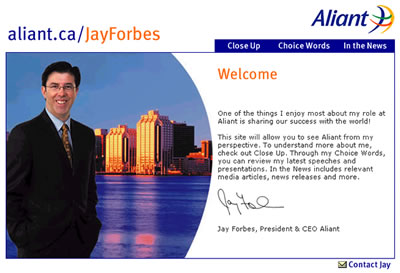 aliant.ca/JayForbes
Aliant
Close Up Choice Words In the News
Welcome
One of the things I enjoy most about my role at
Aliant is sharing our success with the world!
This site will allow you to see Aliant from my
perspective. To understand more about me,
check out Close Up. Through my Choice Words,
you can review my latest speeches and
presentations. In the News includes relevant
media articles, news releases and more.
Jay Forbes, President & CEO Aliant
Contact Jay